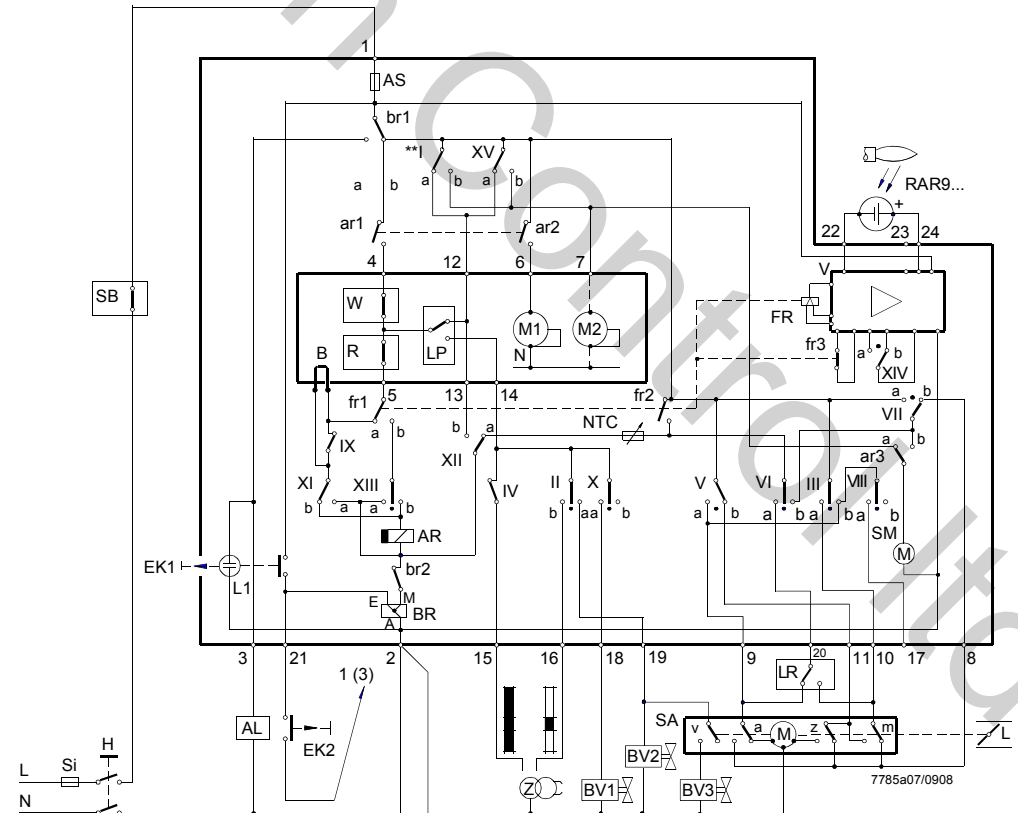 1
AS
br1
**I XV
a b a b
a b
RAR9...
+
22 23 24
ar1 ar2
4 12 6 7
V
SB
W
FR
M1 M2
N
R
LP
B
fr3
a b
XIV
5 13 14
fr1 fr2
a b
VII
NTC
a b b
a b
ar3
IX
XII
XI XIII IV II X V VI III VIII
b a a b b a a b a b a b a b a b
SM
AR
M
EK1
L1
br2
E M
BR
A
3 21 2 15 16 18 19 9 20 11 10 17 8
1 (3)
LR
AL
EK2
SA
v a M z m
L
BV2
H
L Si
Z
BV1
BV3
7785a07/0908
N
n Control ltd